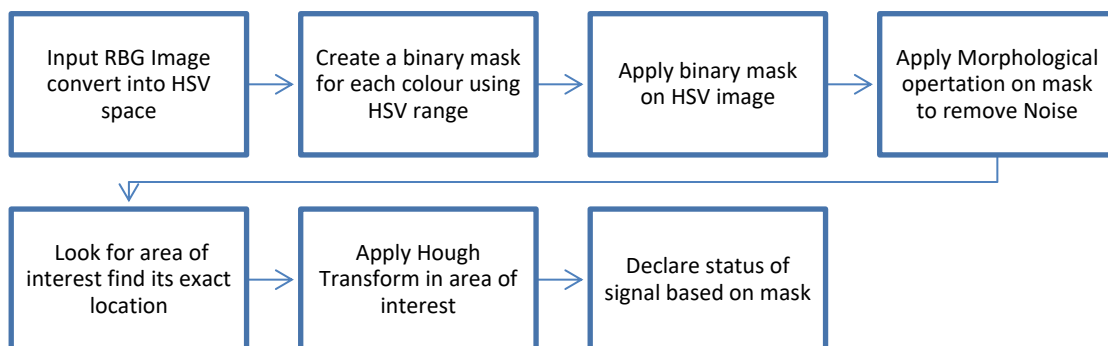 Input RBG Image
convert into HSV
space
Create a binary mask
for each colour using
HSV range
Apply binary mask
on HSV image
Apply Morphological
opertation on mask
to remove Noise
Look for area of
interest find its exact
location
Apply Hough
Transform in area of
interest
Declare status of
signal based on mask